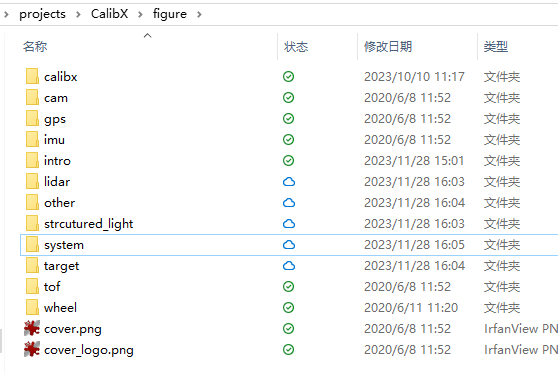 projects > CalibX > figure >
名称 状态 修改日期 类型
calibx 2023/10/10 11:17 文件夹
cam 2020/6/8 11:52 文件夹
gps 2020/6/8 11:52 文件夹
imu 2020/6/8 11:52 文件夹
intro 2023/11/28 15:01 文件夹
lidar 2023/11/28 16:03 文件夹
other 2023/11/28 16:04 文件夹
strcutured_light 2023/11/28 16:03 文件夹
system 2023/11/28 16:05 文件夹
target 2023/11/28 16:04 文件夹
tof 2020/6/8 11:52 文件夹
wheel 2020/6/11 11:20 文件夹
cover.png 2020/6/8 11:52 IrfanView PN
cover_logo.png 2020/6/8 11:52 IrfanView PN